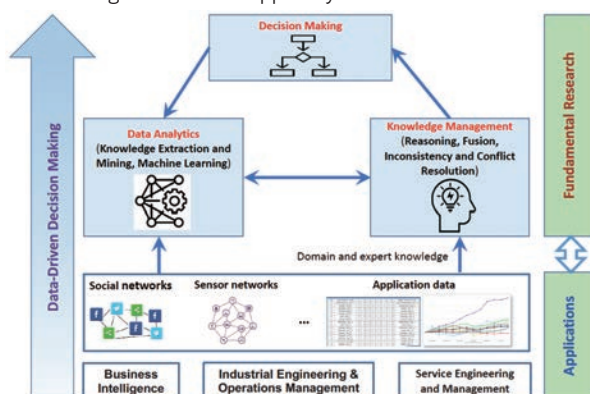 Decision Making
Data Analytics
(Knowledge Extraction and
Mining, Machine Learning)
Knowledge Management
(Reasoning, Fusion,
Inconsistency and Conflict
Resolution)
Domain and expert knowledge
Social networks
Sensor networks
...
Application data
Business
Intelligence
Industrial Engineering &
Operations Management
Service Engineering
and Management
Data-Driven Decision Making
Fundamental Research
Applications